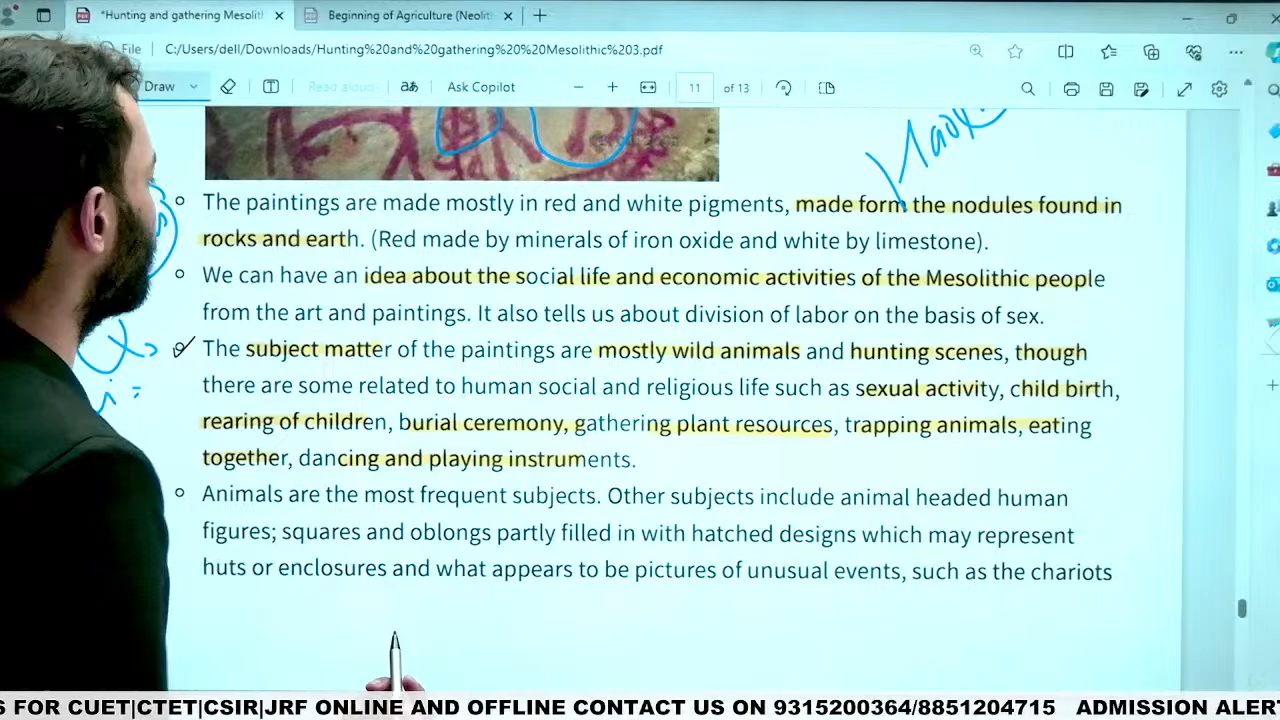 *Hunting and gathering Mesolit
Beginning of Agriculture (Neolit
File C:/Users/dell/Downloads/Hunting%20and%20gathering%20%20Mesolithic%203.pdf
Draw
Read aloud
Ask Copilot
11 of 13
The paintings are made mostly in red and white pigments, made form the nodules found in
rocks and earth. (Red made by minerals of iron oxide and white by limestone).
We can have an idea about the social life and economic activities of the Mesolithic people
from the art and paintings. It also tells us about division of labor on the basis of sex.
The subject matter of the paintings are mostly wild animals and hunting scenes, though
there are some related to human social and religious life such as sexual activity, child birth,
rearing of children, burial ceremony, gathering plant resources, trapping animals, eating
together, dancing and playing instruments.
Animals are the most frequent subjects. Other subjects include animal headed human
figures; squares and oblongs partly filled in with hatched designs which may represent
huts or enclosures and what appears to be pictures of unusual events, such as the chariots
S FOR CUET|CTET|CSIR|JRF ONLINE AND OFFLINE CONTACT US ON 9315200364/8851204715 ADMISSION ALER